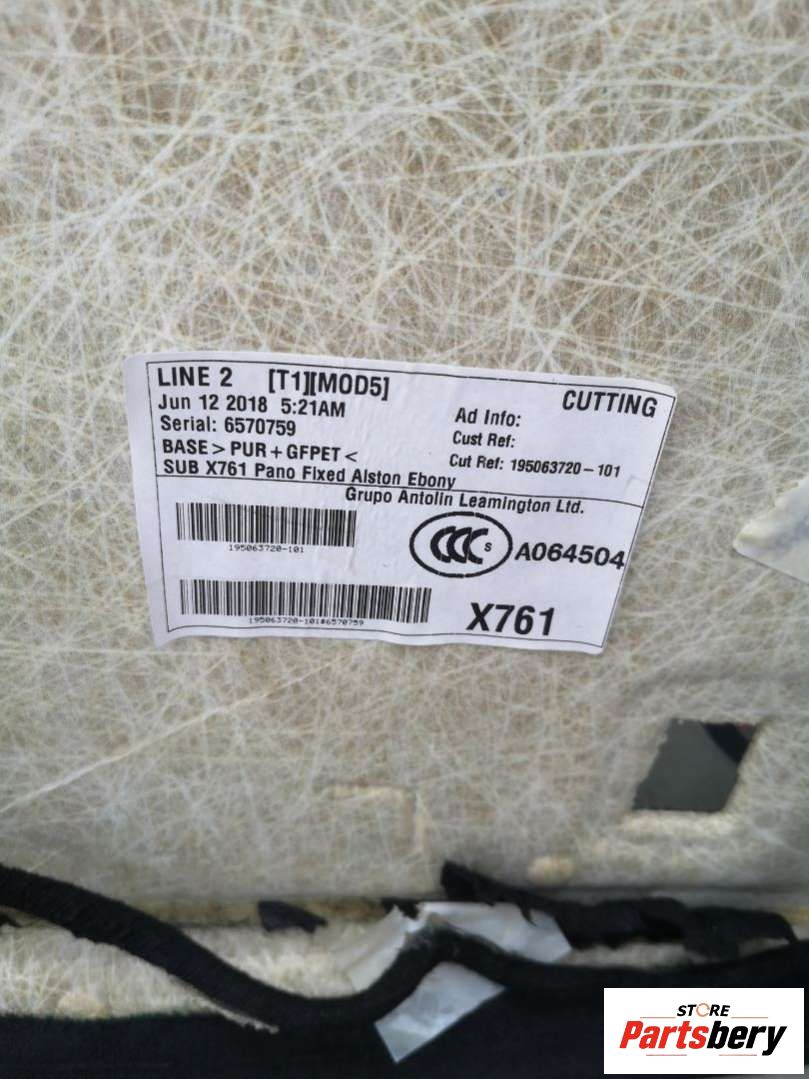 LINE 2 [T1][MOD5] CUTTING
Jun 12 2018 5:21AM
Serial: 6570759
BASE > PUR + GFPET <
Ad Info:
Cust Ref:
Cut Ref: 195063720-101
SUB X761 Pano Fixed Alston Ebony
Grupo Antolin Leamington Ltd.
195063720-101
CCC S A064504
195063720-101#6570759
X761
STORE
Partsbery